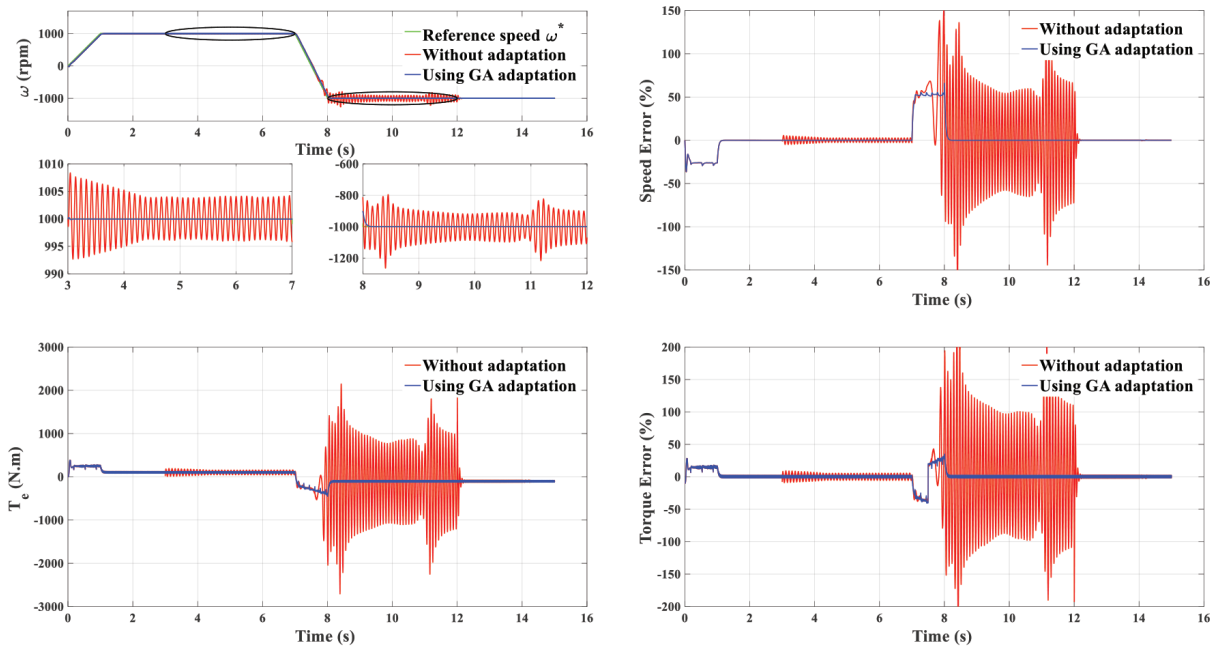 1000
0
-1000
ω (rpm)
Reference speed ω*
Without adaptation
Using GA adaptation
0 2 4 6 8 10 12 14 16
Time (s)
1010
1005
1000
995
990
3 4 5 6 7
-600
-800
-1000
-1200
8 9 10 11 12
150
100
50
0
-50
-100
-150
Speed Error (%)
Without adaptation
Using GA adaptation
0 2 4 6 8 10 12 14 16
Time (s)
3000
2000
1000
0
-1000
-2000
-3000
T_e (N.m)
Without adaptation
Using GA adaptation
0 2 4 6 8 10 12 14 16
Time (s)
200
150
100
50
0
-50
-100
-150
-200
Torque Error (%)
Without adaptation
Using GA adaptation
0 2 4 6 8 10 12 14 16
Time (s)